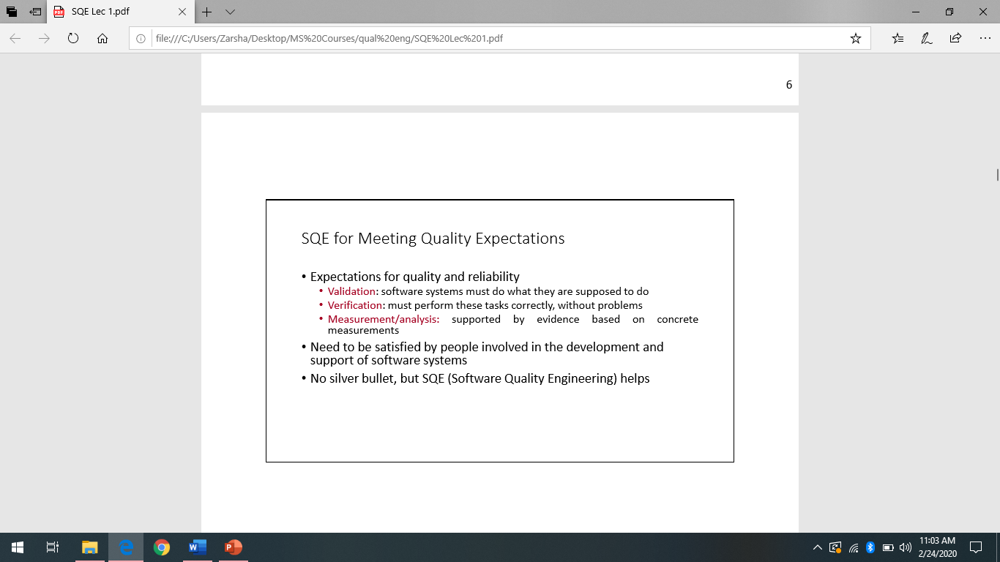 SQE Lec 1.pdf
file:///C:/Users/Zarsha/Desktop/MS%20Courses/qual%20eng/SQE%20Lec%201.pdf
6
SQE for Meeting Quality Expectations
• Expectations for quality and reliability
• Validation: software systems must do what they are supposed to do
• Verification: must perform these tasks correctly, without problems
• Measurement/analysis: supported by evidence based on concrete
measurements
• Need to be satisfied by people involved in the development and
support of software systems
• No silver bullet, but SQE (Software Quality Engineering) helps
11:03 AM
2/24/2020